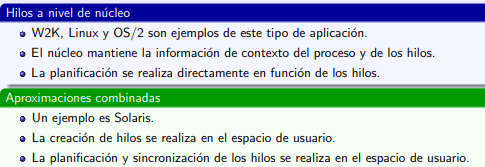 Hilos a nivel de núcleo
W2K, Linux y OS/2 son ejemplos de este tipo de aplicación.
El núcleo mantiene la información de contexto del proceso y de los hilos.
La planificación se realiza directamente en función de los hilos.
Aproximaciones combinadas
Un ejemplo es Solaris.
La creación de hilos se realiza en el espacio de usuario.
La planificación y sincronización de los hilos se realiza en el espacio de usuario.